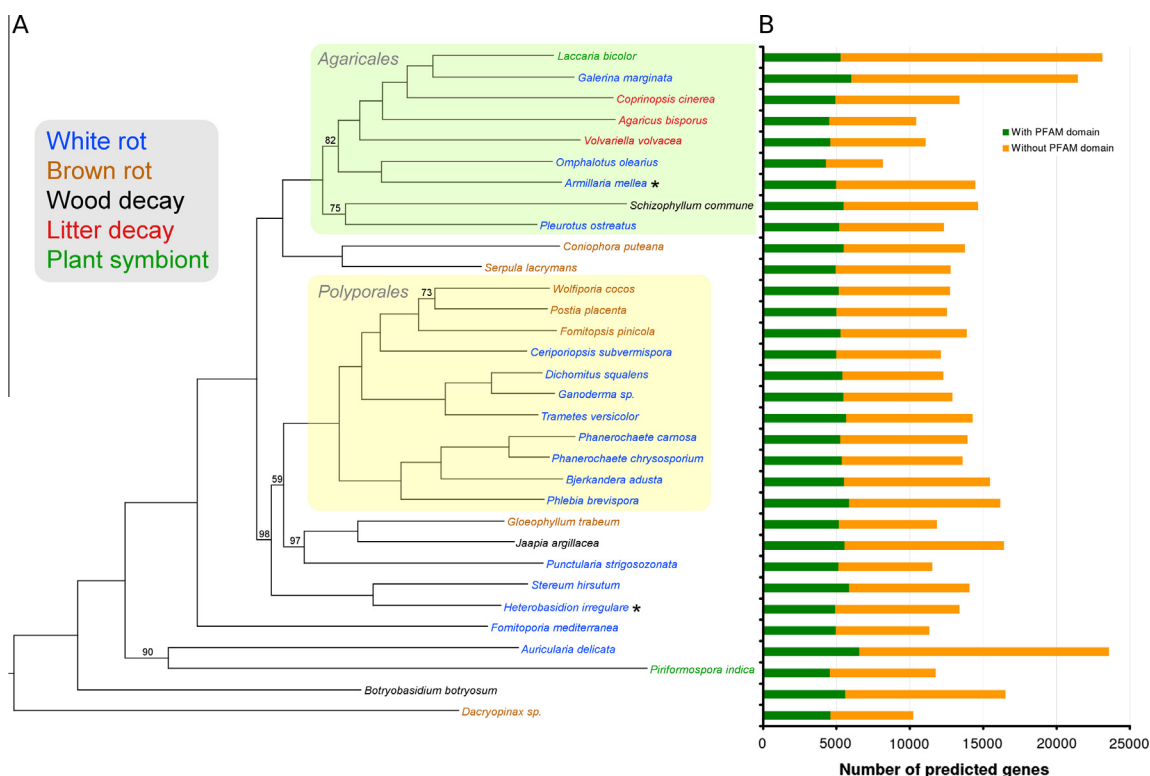 A
B
White rot
Brown rot
Wood decay
Litter decay
Plant symbiont
Agaricales
Laccaria bicolor
Galerina marginata
Coprinopsis cinerea
Agaricus bisporus
Volvariella volvacea
82
Omphalotus olearius
Armillaria mellea *
75
Schizophyllum commune
Pleurotus ostreatus
Coniophora puteana
Serpula lacrymans
Polyporales
73
Wolfiporia cocos
Postia placenta
Fomitopsis pinicola
Ceriporiopsis subvermispora
Dichomitus squalens
Ganoderma sp.
Trametes versicolor
Phanerochaete carnosa
Phanerochaete chrysosporium
Bjerkandera adusta
Phlebia brevispora
59
98
97
Gloeophyllum trabeum
Jaapia argillacea
Punctularia strigosozonata
Stereum hirsutum
Heterobasidion irregulare *
Fomitoporia mediterranea
90
Auricularia delicata
Piriformospora indica
Botryobasidium botryosum
Dacryopinax sp.
With PFAM domain
Without PFAM domain
0 5000 10000 15000 20000 25000
Number of predicted genes